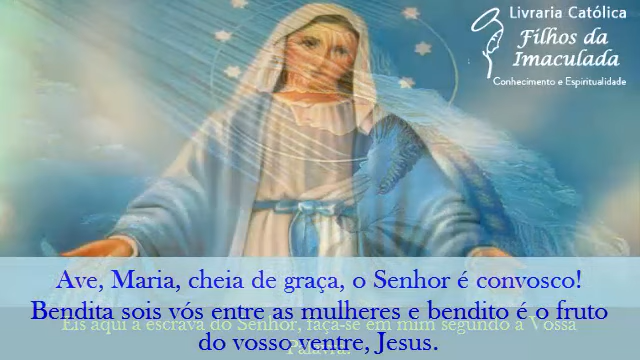 Livraria Católica
Filhos da
Imaculada
Conhecimento e Espiritualidade
Ave, Maria, cheia de graça, o Senhor é convosco!
Bendita sois vós entre as mulheres e bendito é o fruto
Eis aqui a escrava do Senhor, faça-se em mim segundo a Vossa
do vosso ventre, Jesus.
Palavra.